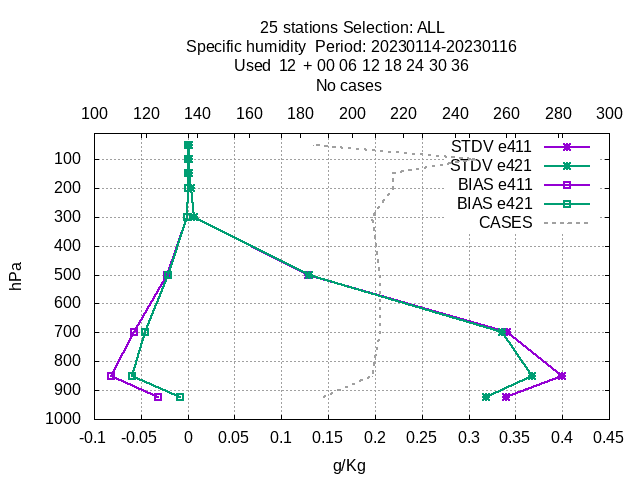 25 stations Selection: ALL
Specific humidity  Period: 20230114-20230116
Used  12  + 00 06 12 18 24 30 36
No cases
100 120 140 160 180 200 220 240 260 280 300
STDV e411
STDV e421
BIAS e411
BIAS e421
CASES
100
200
300
400
500
600
700
800
900
1000
hPa
-0.1 -0.05 0 0.05 0.1 0.15 0.2 0.25 0.3 0.35 0.4 0.45
g/Kg